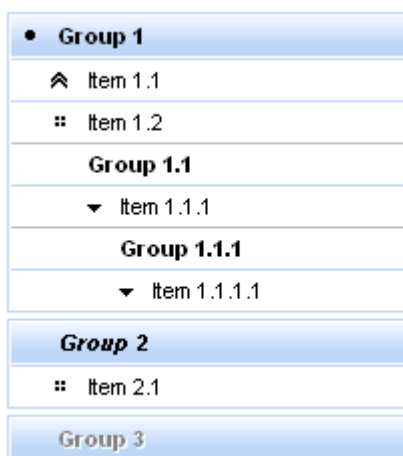 Group 1
Item 1.1
Item 1.2
Group 1.1
Item 1.1.1
Group 1.1.1
Item 1.1.1.1
Group 2
Item 2.1
Group 3